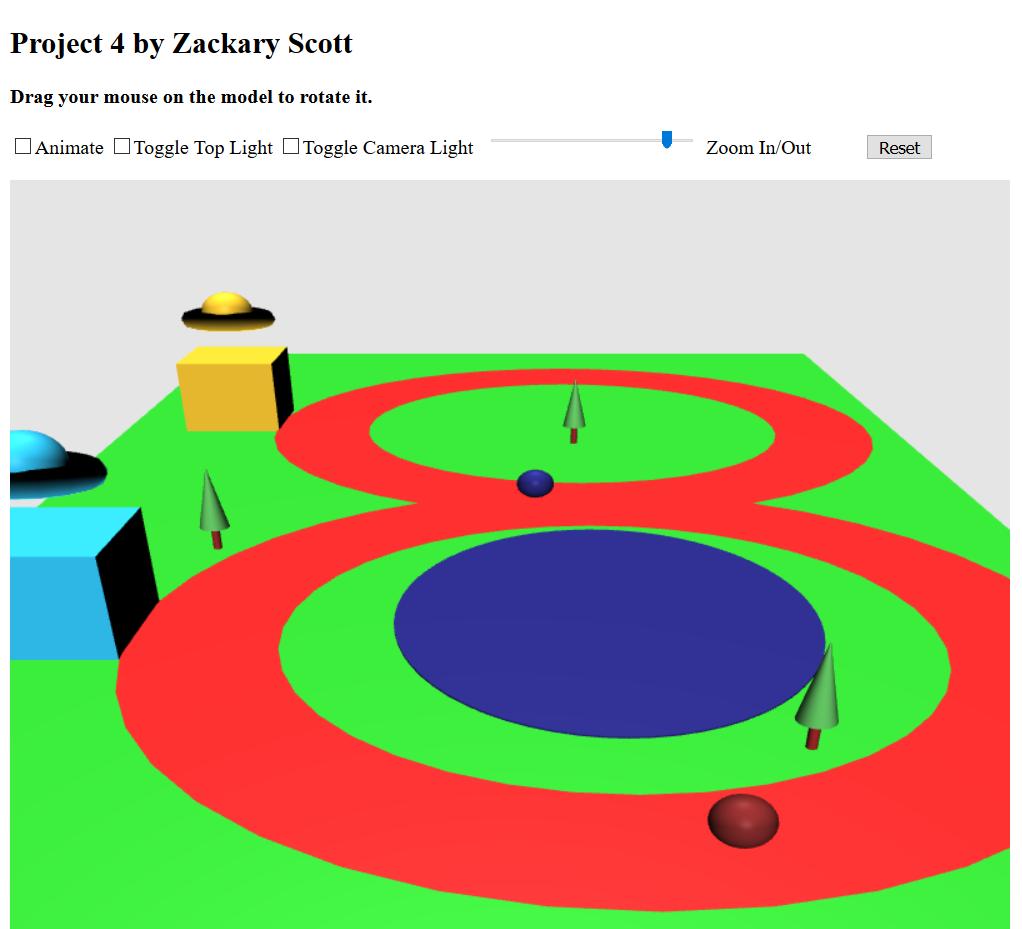 Project 4 by Zackary Scott
Drag your mouse on the model to rotate it.
Animate Toggle Top Light Toggle Camera Light Zoom In/Out Reset